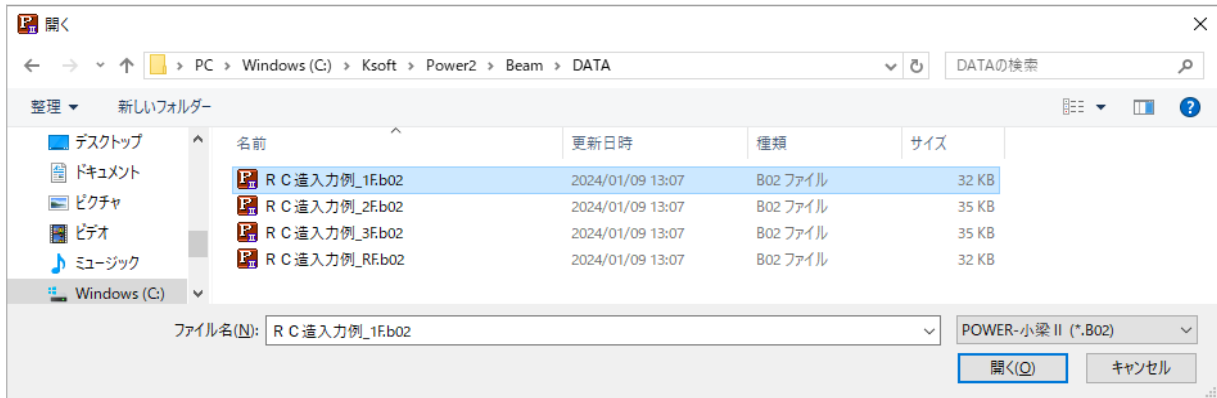 開く
PC > Windows (C:) > Ksoft > Power2 > Beam > DATA DATAの検索
整理 新しいフォルダー
デスクトップ
ドキュメント
ピクチャ
ビデオ
ミュージック
Windows (C:)
名前 更新日時 種類 サイズ
ＲＣ造入力例_1F.b02 2024/01/09 13:07 B02 ファイル 32 KB
ＲＣ造入力例_2F.b02 2024/01/09 13:07 B02 ファイル 35 KB
ＲＣ造入力例_3F.b02 2024/01/09 13:07 B02 ファイル 35 KB
ＲＣ造入力例_RF.b02 2024/01/09 13:07 B02 ファイル 32 KB
ファイル名(N): ＲＣ造入力例_1F.b02 POWER-小梁Ⅱ (*.B02)
開く(O) キャンセル